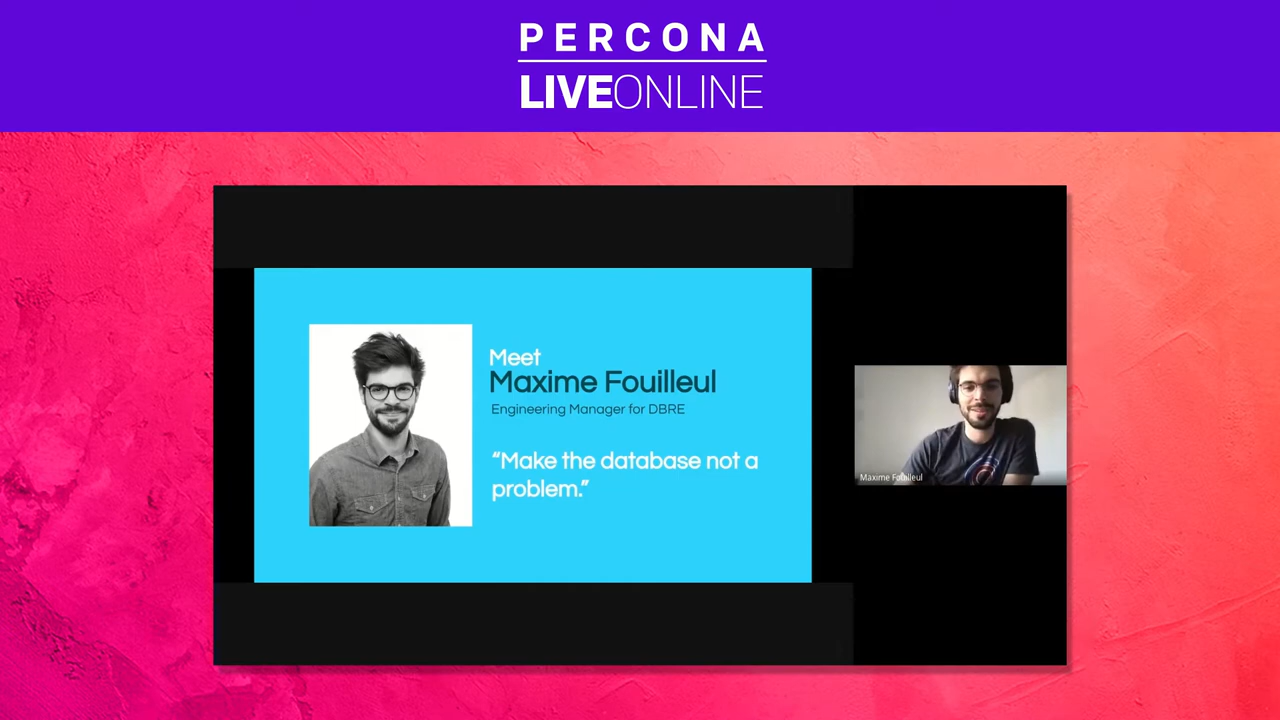 PERCONA
LIVEONLINE
Meet
Maxime Fouilleul
Engineering Manager for DBRE
“Make the database not a
problem.”
Maxime Fouilleul